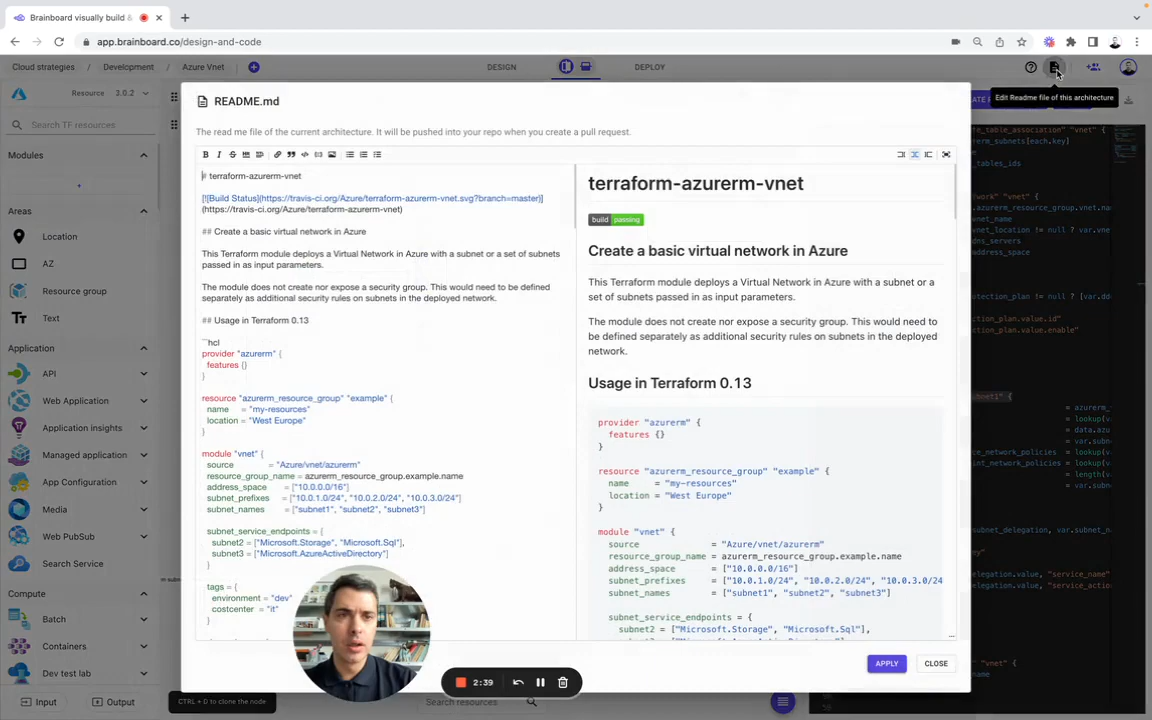 Brainboard visually build &
app.brainboard.co/design-and-code
Cloud strategies / Development / Azure Vnet
DESIGN
DEPLOY
Edit Readme file of this architecture
Resource 3.0.2
Search TF resources
Modules
+
Areas
Location
AZ
Resource group
Text
Application
API
Web Application
Application insights
Managed application
App Configuration
Media
Web PubSub
Search Service
Compute
Batch
Containers
Dev test lab
Input
Output
README.md
The read me file of the current architecture. It will be pushed into your repo when you create a pull request.
# terraform-azurerm-vnet
[![Build Status](https://travis-ci.org/Azure/terraform-azurerm-vnet.svg?branch=master)]
(https://travis-ci.org/Azure/terraform-azurerm-vnet)
## Create a basic virtual network in Azure
This Terraform module deploys a Virtual Network in Azure with a subnet or a set of subnets
passed in as input parameters.
The module does not create nor expose a security group. This would need to be defined
separately as additional security rules on subnets in the deployed network.
## Usage in Terraform 0.13
```hcl
provider "azurerm" {
features {}
}
resource "azurerm_resource_group" "example" {
name = "my-resources"
location = "West Europe"
}
module "vnet" {
source = "Azure/vnet/azurerm"
resource_group_name = azurerm_resource_group.example.name
address_space = ["10.0.0.0/16"]
subnet_prefixes = ["10.0.1.0/24", "10.0.2.0/24", "10.0.3.0/24"]
subnet_names = ["subnet1", "subnet2", "subnet3"]
subnet_service_endpoints = {
subnet2 = ["Microsoft.Storage", "Microsoft.Sql"],
subnet3 = ["Microsoft.AzureActiveDirectory"]
}
tags = {
environment = "dev"
costcenter = "it"
}
terraform-azurerm-vnet
build passing
Create a basic virtual network in Azure
This Terraform module deploys a Virtual Network in Azure with a subnet or a
set of subnets passed in as input parameters.
The module does not create nor expose a security group. This would need to
be defined separately as additional security rules on subnets in the deployed
network.
Usage in Terraform 0.13
provider "azurerm" {
features {}
}
resource "azurerm_resource_group" "example" {
name = "my-resources"
location = "West Europe"
}
module "vnet" {
source = "Azure/vnet/azurerm"
resource_group_name = azurerm_resource_group.example.name
address_space = ["10.0.0.0/16"]
subnet_prefixes = ["10.0.1.0/24", "10.0.2.0/24", "10.0.3.0/24
subnet_names = ["subnet1", "subnet2", "subnet3"]
subnet_service_endpoints = {
subnet2 = ["Microsoft.Storage", "Microsoft.Sql"],
APPLY
CLOSE
2:39
CTRL + D to clone the node
Search resources